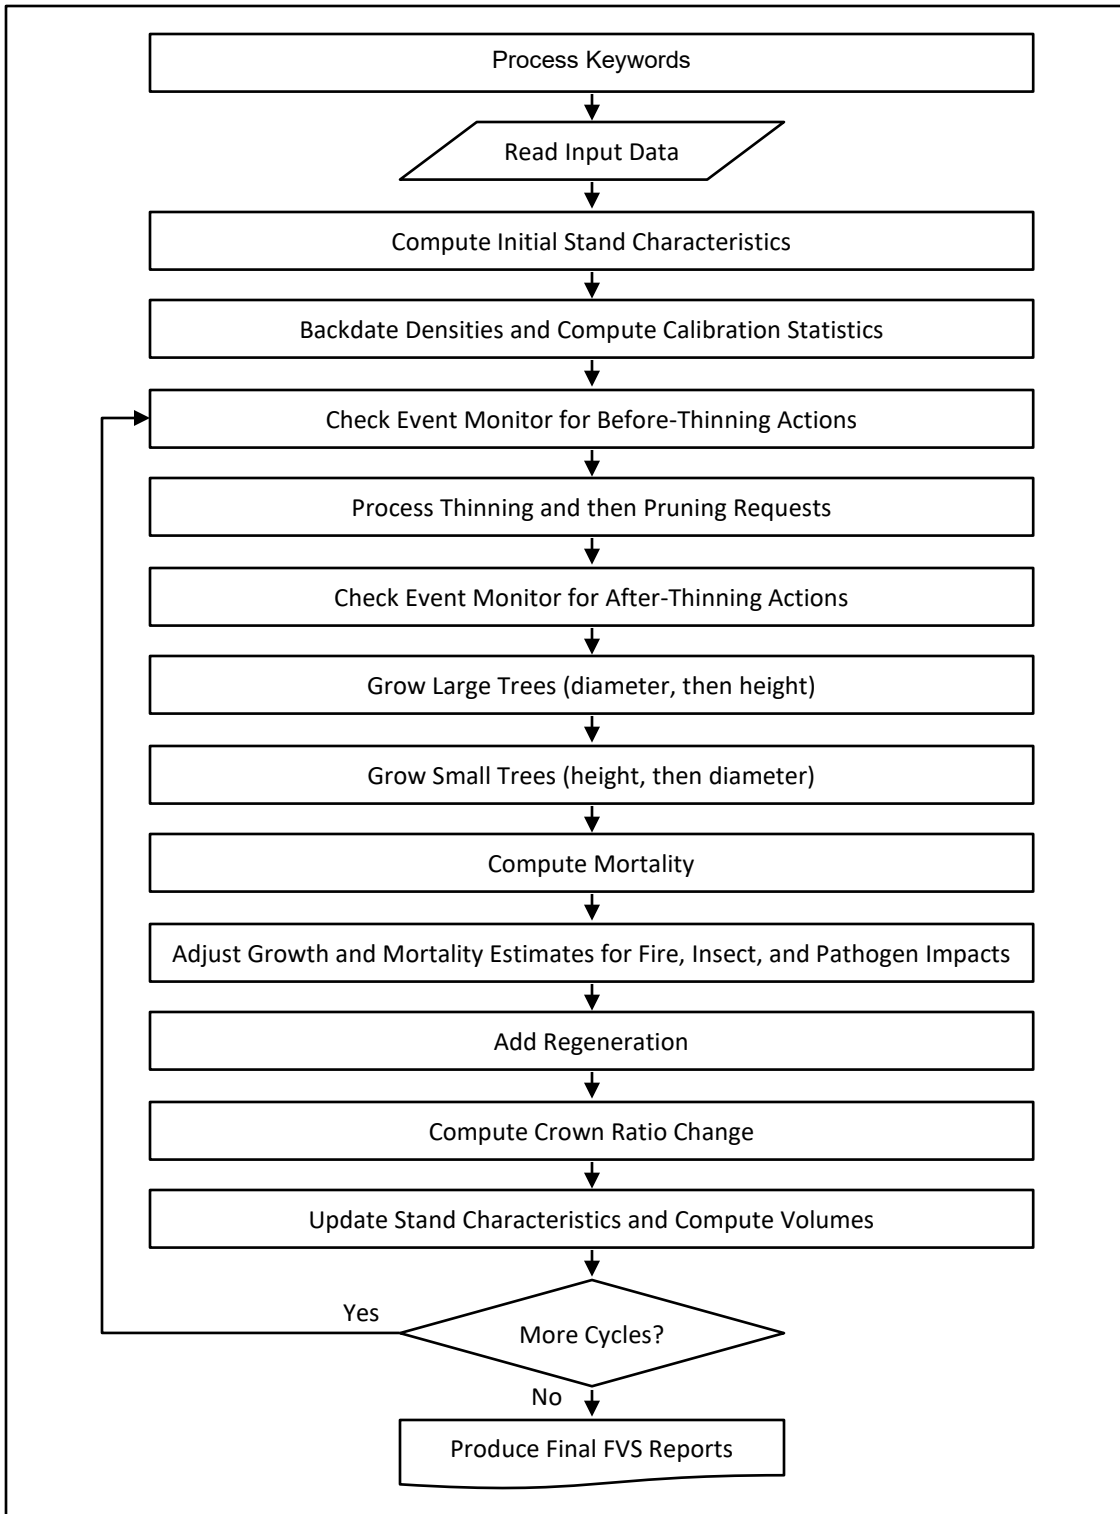 Process Keywords
Read Input Data
Compute Initial Stand Characteristics
Backdate Densities and Compute Calibration Statistics
Check Event Monitor for Before-Thinning Actions
Process Thinning and then Pruning Requests
Check Event Monitor for After-Thinning Actions
Grow Large Trees (diameter, then height)
Grow Small Trees (height, then diameter)
Compute Mortality
Adjust Growth and Mortality Estimates for Fire, Insect, and Pathogen Impacts
Add Regeneration
Compute Crown Ratio Change
Update Stand Characteristics and Compute Volumes
Yes
More Cycles?
No
Produce Final FVS Reports